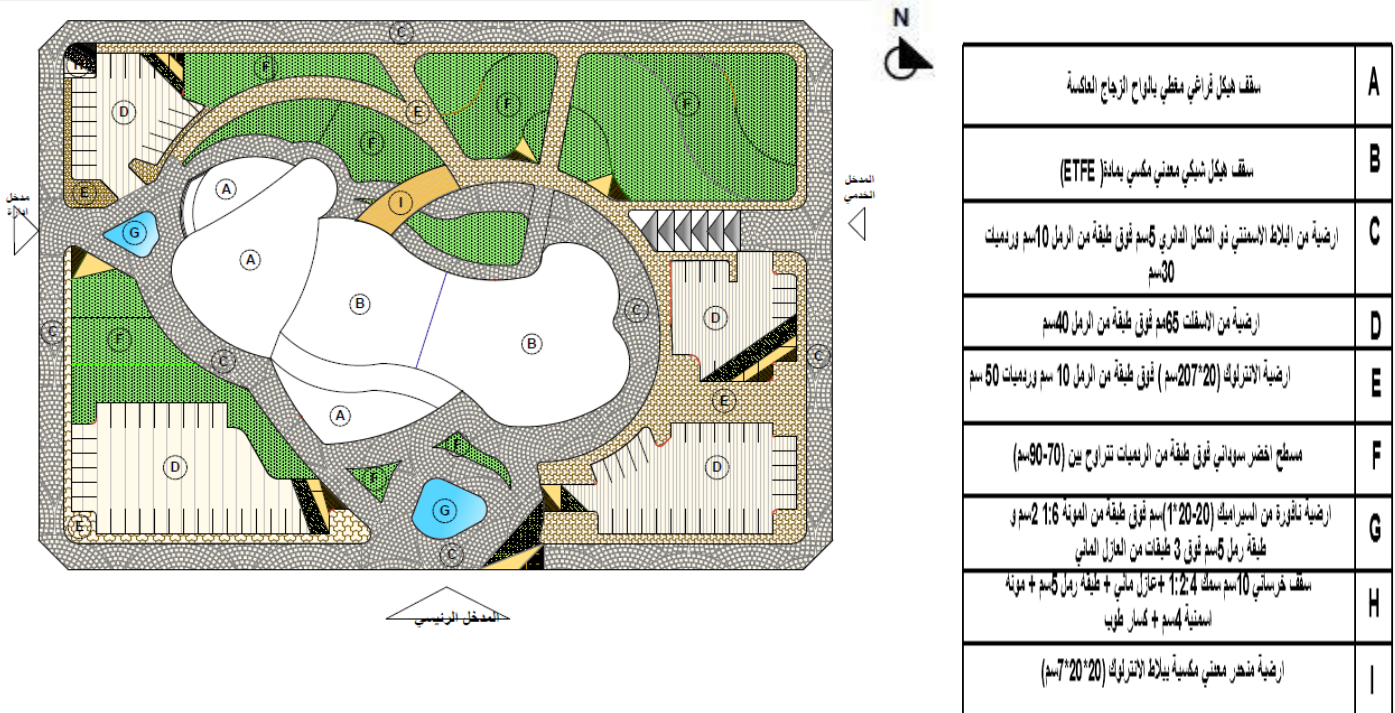 N
C
H
F
D
F
F
E
F
E
A
I
مدخل
ادارة
المدخل
الخدمي
G
F
A
B
C
D
C
C
F
B
C
A
E
F
F
D
D
G
E
C
المدخل الرئيسي
سقف هيكل فراغي مغطي بالواح الزجاج العاكسة A
سقف هيكل شبكي معدني مكسي بمادة( ETFE) B
ارضية من البلاط الاسمنتي ذو الشكل الدائري 5سم فوق طبقة من الرمل 10سم وردميات
30سم C
ارضية من الاسفلت 65مم فوق طبقة من الرمل 40سم D
ارضية الانترلوك (20*207سم ) فوق طبقة من الرمل 10 سم وردميات 50 سم E
مسطح اخضر سوداني فوق طبقة من الردميات تتراوح بين (70-90سم) F
ارضية نافورة من السيراميك (20-20*1)سم فوق طبقة من المونة 1:6 2سم و
طبقة رمل 5سم فوق 3 طبقات من العازل المائي G
سقف خرساني 10سم سمك 1:2:4 +عازل مائي + طبقة رمل 5سم + مونة
اسمنية 4سم + كسار طوب H
ارضية منحدر معدني مكسية ببلاط الانترلوك (20*20*7سم) I